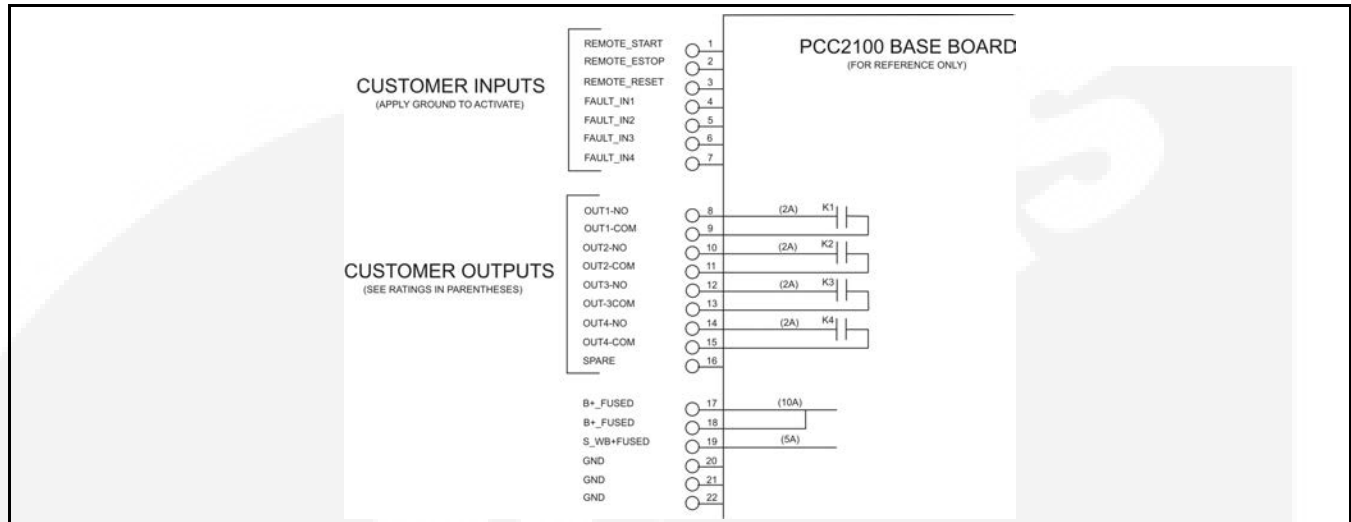 PCC2100 BASE BOARD
(FOR REFERENCE ONLY)
CUSTOMER INPUTS
(APPLY GROUND TO ACTIVATE)
REMOTE_START 1
REMOTE_ESTOP 2
REMOTE_RESET 3
FAULT_IN1 4
FAULT_IN2 5
FAULT_IN3 6
FAULT_IN4 7
CUSTOMER OUTPUTS
(SEE RATINGS IN PARENTHESES)
OUT1-NO 8 (2A) K1
OUT1-COM 9
OUT2-NO 10 (2A) K2
OUT2-COM 11
OUT3-NO 12 (2A) K3
OUT-3COM 13
OUT4-NO 14 (2A) K4
OUT4-COM 15
SPARE 16
B+_FUSED 17 (10A)
B+_FUSED 18
S_WB+FUSED 19 (5A)
GND 20
GND 21
GND 22